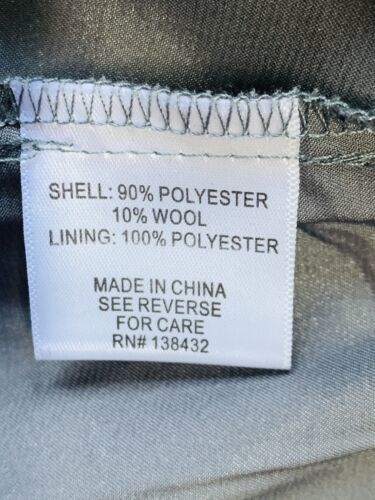 SHELL: 90% POLYESTER
10% WOOL
LINING: 100% POLYESTER
MADE IN CHINA
SEE REVERSE
FOR CARE
RN# 138432